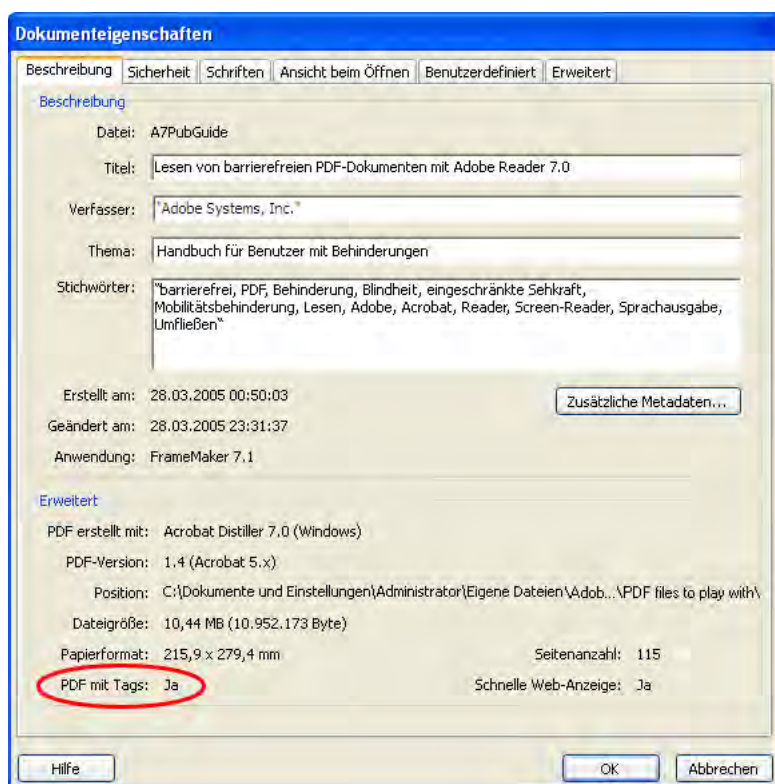 Dokumenteigenschaften
Beschreibung Sicherheit Schriften Ansicht beim Öffnen Benutzerdefiniert Erweitert
Beschreibung
Datei: A7PubGuide
Titel: Lesen von barrierefreien PDF-Dokumenten mit Adobe Reader 7.0
Verfasser: "Adobe Systems, Inc."
Thema: Handbuch für Benutzer mit Behinderungen
Stichwörter: "barrierefrei, PDF, Behinderung, Blindheit, eingeschränkte Sehkraft,
Mobilitätsbehinderung, Lesen, Adobe, Acrobat, Reader, Screen-Reader, Sprachausgabe,
Umfließen"
Erstellt am: 28.03.2005 00:50:03
Zusätzliche Metadaten...
Geändert am: 28.03.2005 23:31:37
Anwendung: FrameMaker 7.1
Erweitert
PDF erstellt mit: Acrobat Distiller 7.0 (Windows)
PDF-Version: 1.4 (Acrobat 5.x)
Position: C:\Dokumente und Einstellungen\Administrator\Eigene Dateien\Adob...\PDF files to play with\
Dateigröße: 10,44 MB (10.952.173 Byte)
Papierformat: 215,9 x 279,4 mm Seitenanzahl: 115
PDF mit Tags: Ja Schnelle Web-Anzeige: Ja
Hilfe OK Abbrechen